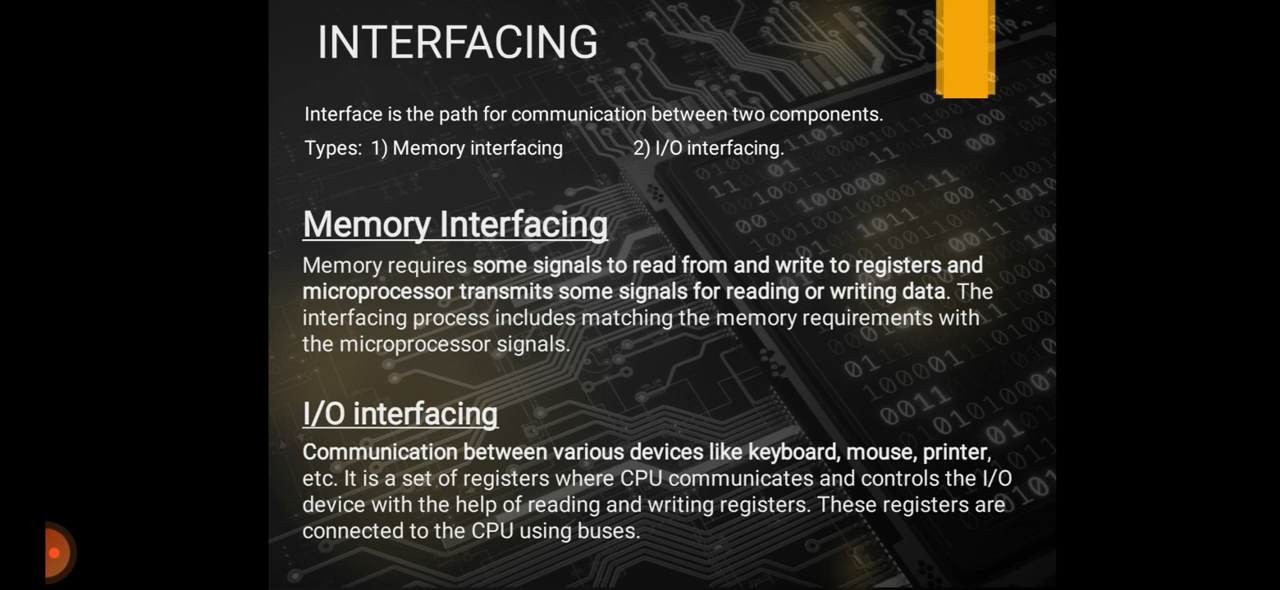 INTERFACING
Interface is the path for communication between two components.
Types: 1) Memory interfacing 2) I/O interfacing.
Memory Interfacing
Memory requires some signals to read from and write to registers and
microprocessor transmits some signals for reading or writing data. The
interfacing process includes matching the memory requirements with
the microprocessor signals.
I/O interfacing
Communication between various devices like keyboard, mouse, printer,
etc. It is a set of registers where CPU communicates and controls the I/O
device with the help of reading and writing registers. These registers are
connected to the CPU using buses.